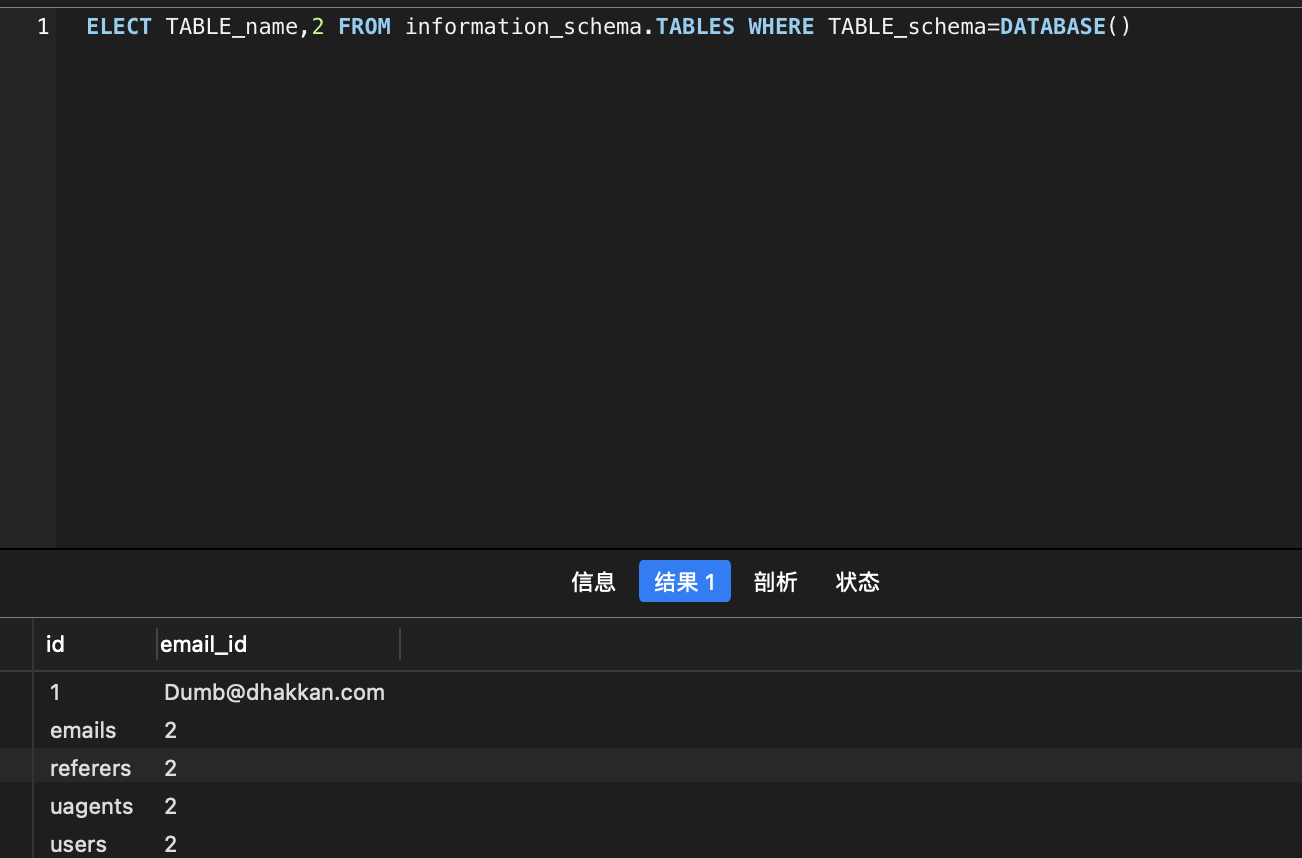 1 ELECT TABLE_name,2 FROM information_schema.TABLES WHERE TABLE_schema=DATABASE()
信息 结果 1 剖析 状态
id email_id
1 Dumb@dhakkan.com
emails 2
referers 2
uagents 2
users 2